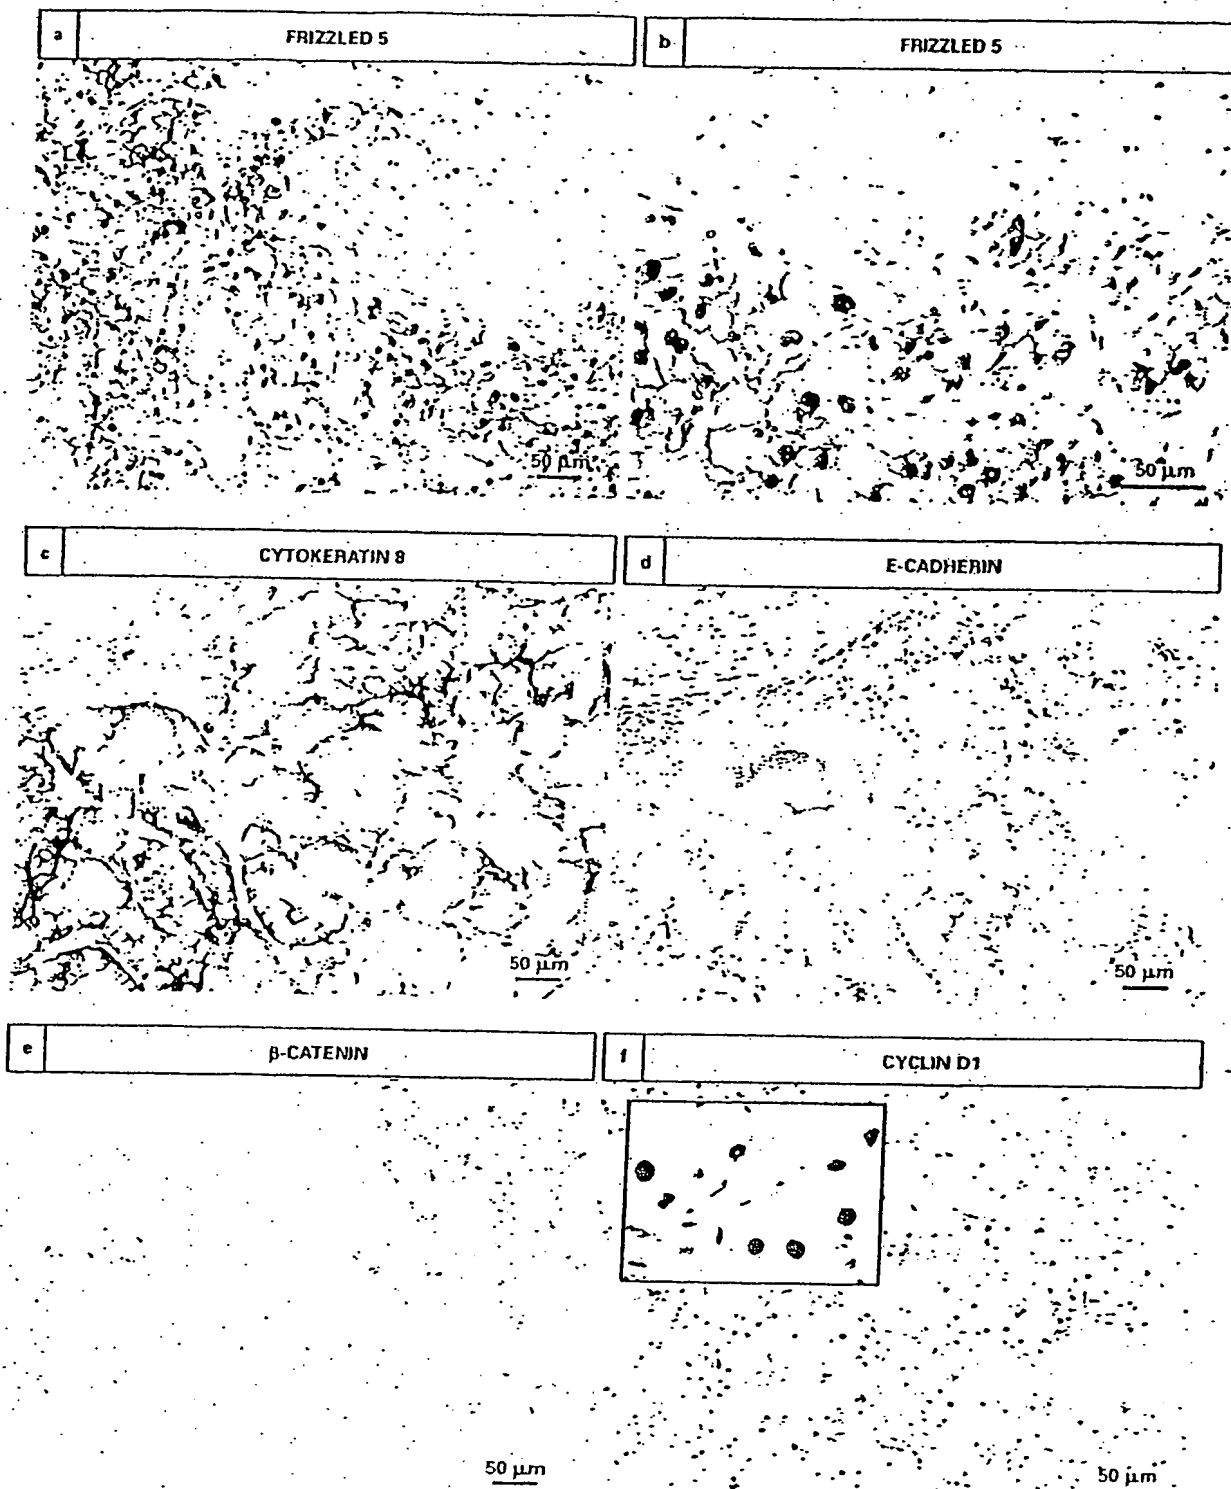 a FRIZZLED 5
b FRIZZLED 5
50 μm
50 μm
c CYTOKERATIN 8
d E-CADHERIN
50 μm
50 μm
e β-CATENIN
f CYCLIN D1
50 μm
50 μm